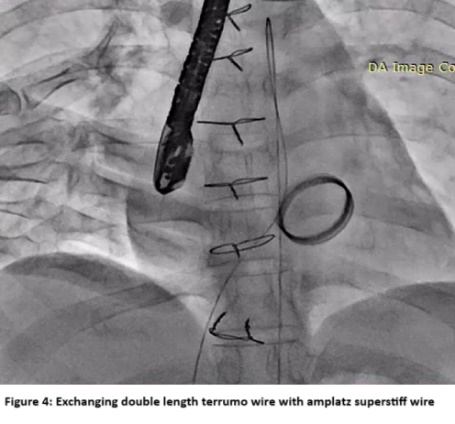 DA Image Co
Figure 4: Exchanging double length terrumo wire with amplatz superstiff wire